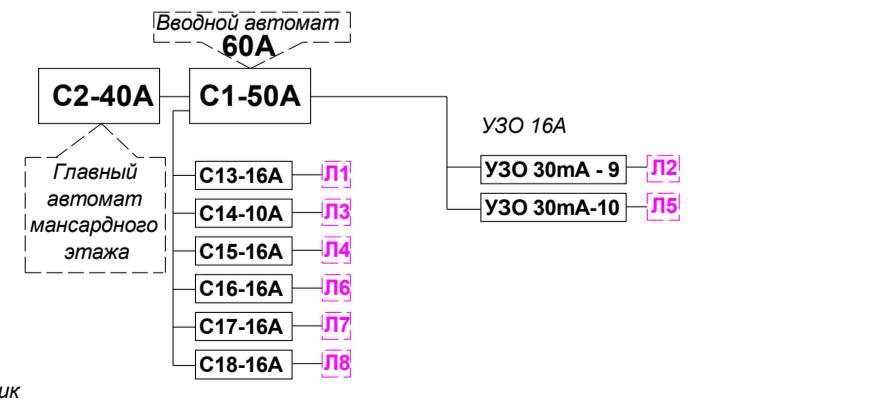 Вводной автомат
60А
С2-40А
С1-50А
Главный
автомат
мансардного
этажа
УЗО 16А
УЗО 30mA - 9
Л2
УЗО 30mA-10
Л5
С13-16А
Л1
С14-10А
Л3
С15-16А
Л4
С16-16А
Л6
С17-16А
Л7
С18-16А
Л8
ик